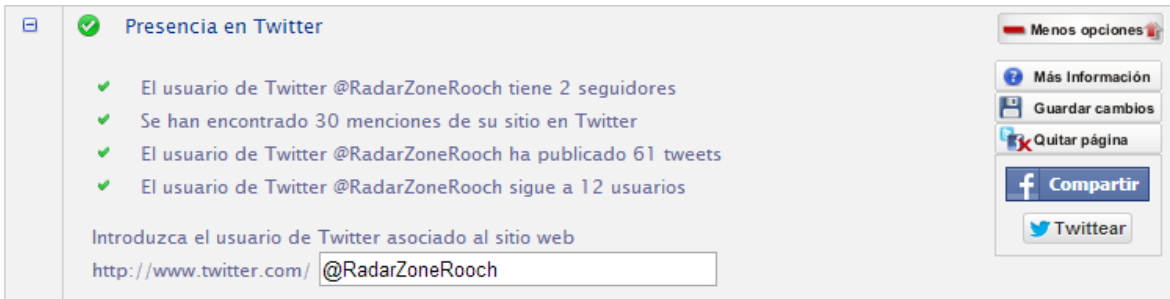 Presencia en Twitter
Menos opciones
El usuario de Twitter @RadarZoneRooch tiene 2 seguidores
Más Información
Se han encontrado 30 menciones de su sitio en Twitter
Guardar cambios
El usuario de Twitter @RadarZoneRooch ha publicado 61 tweets
Quitar página
El usuario de Twitter @RadarZoneRooch sigue a 12 usuarios
Compartir
Twittear
Introduzca el usuario de Twitter asociado al sitio web
http://www.twitter.com/ @RadarZoneRooch